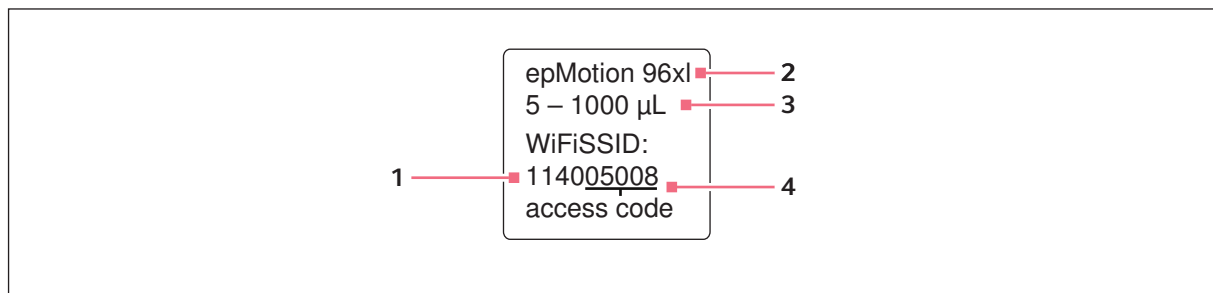 epMotion 96xl
2
5 – 1000 µL
3
WiFiSSID:
1
114005008
4
access code